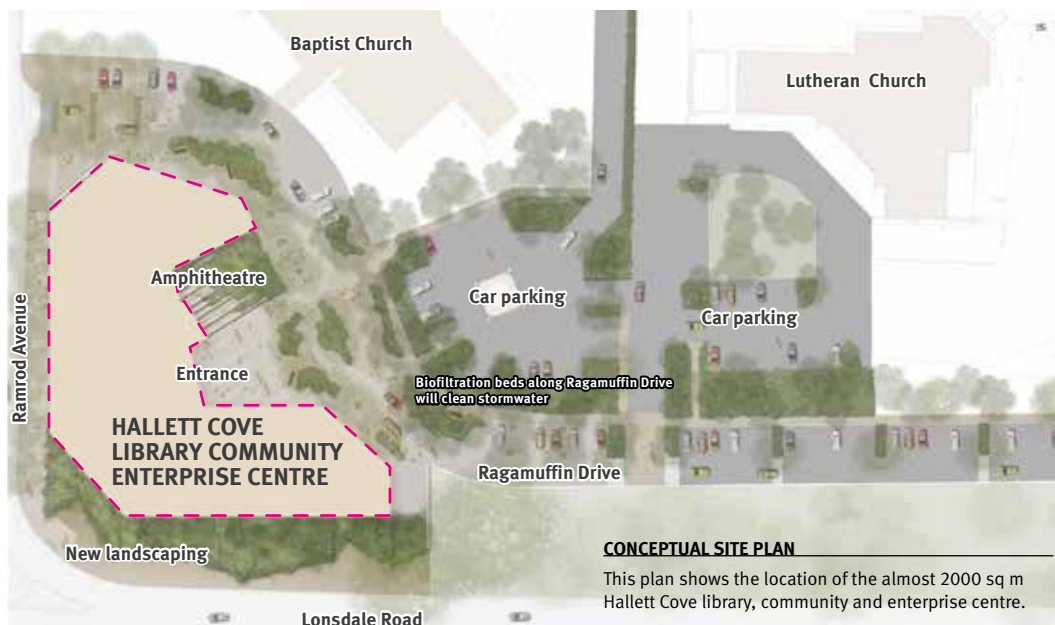 Baptist Church
Lutheran Church
Amphitheatre
Car parking
Car parking
Ramrod Avenue
Entrance
Biofiltration beds along Ragamuffin Drive
will clean stormwater
HALLETT COVE
LIBRARY COMMUNITY
ENTERPRISE CENTRE
Ragamuffin Drive
New landscaping
CONCEPTUAL SITE PLAN
This plan shows the location of the almost 2000 sq m
Hallett Cove library, community and enterprise centre.
Lonsdale Road